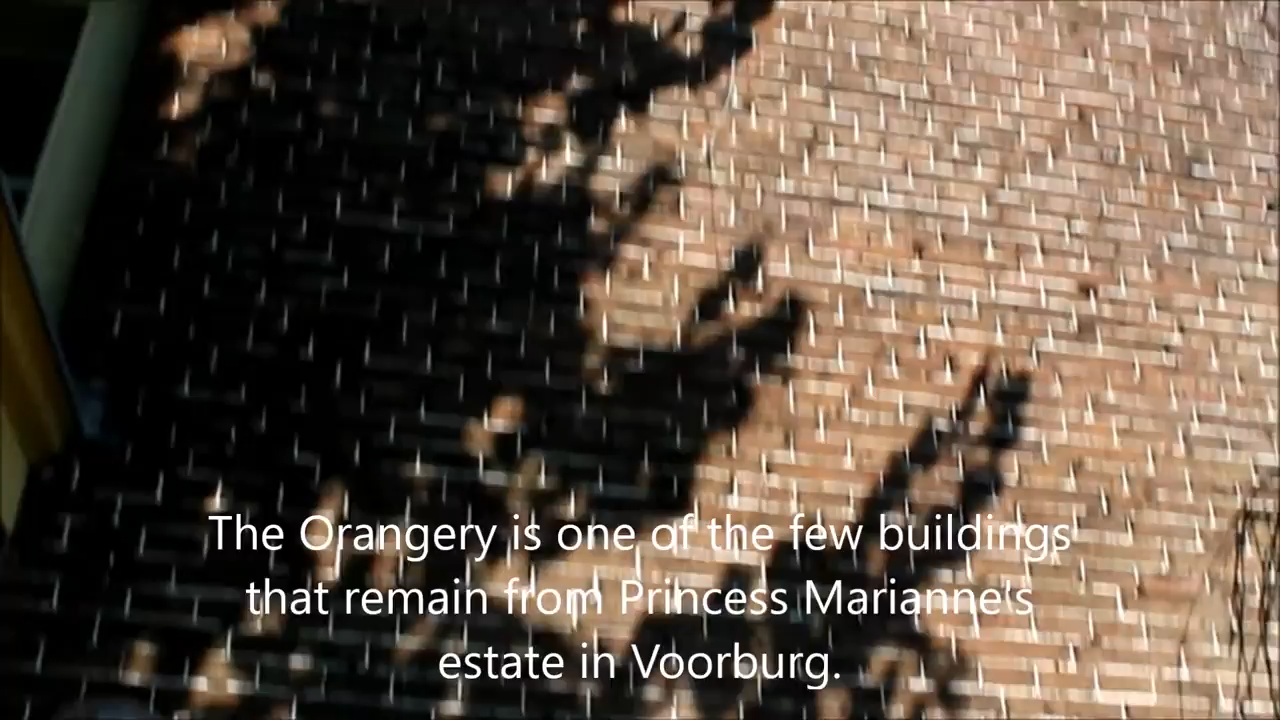 The Orangery is one of the few buildings
that remain from Princess Marianne's
estate in Voorburg.